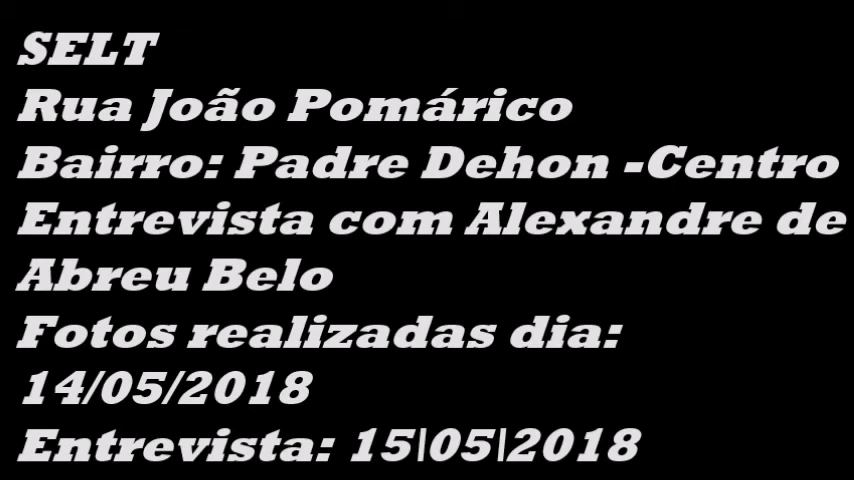 SELT
Rua João Pomárico
Bairro: Padre Dehon -Centro
Entrevista com Alexandre de
Abreu Belo
Fotos realizadas dia:
14/05/2018
Entrevista: 15\05\2018